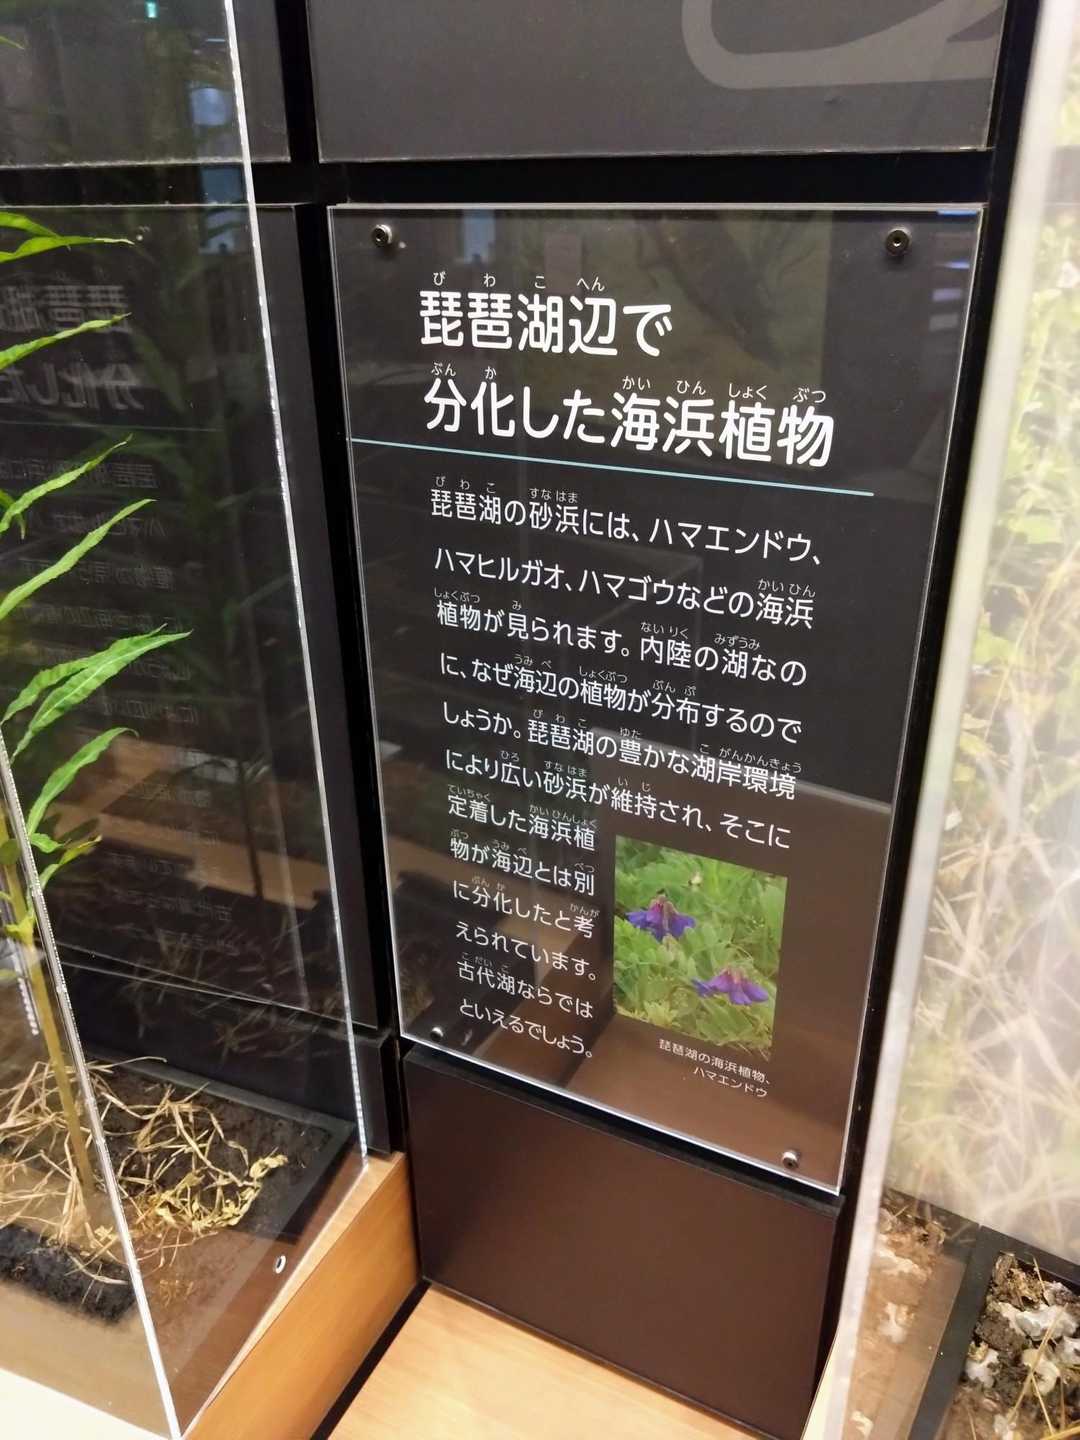 琵琶湖辺で
分化した海浜植物
琵琶湖の砂浜には、ハマエンドウ、
ハマヒルガオ、ハマゴウなどの海浜
植物が見られます。内陸の湖なの
に、なぜ海辺の植物が分布するので
しょうか。琵琶湖の豊かな湖岸環境
により広い砂浜が維持され、そこに
定着した海浜植
物が海辺とは別
に分化したと考
えられています。
古代湖ならでは
といえるでしょう。
琵琶湖の海浜植物、
ハマエンドウ